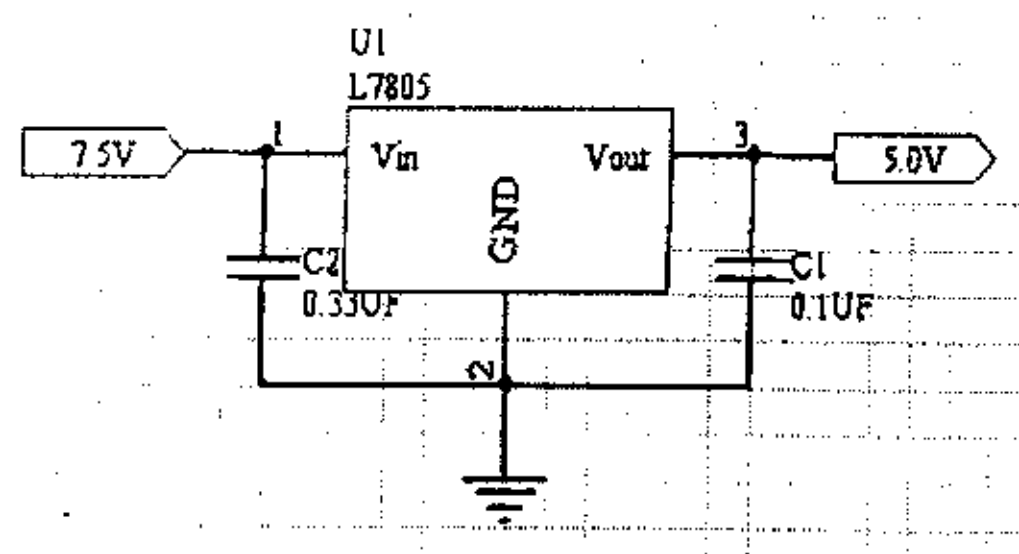 U1
L7805
7.5V
1
Vin
GND
Vout
3
5.0V
C2
0.33UF
C1
0.1UF
2